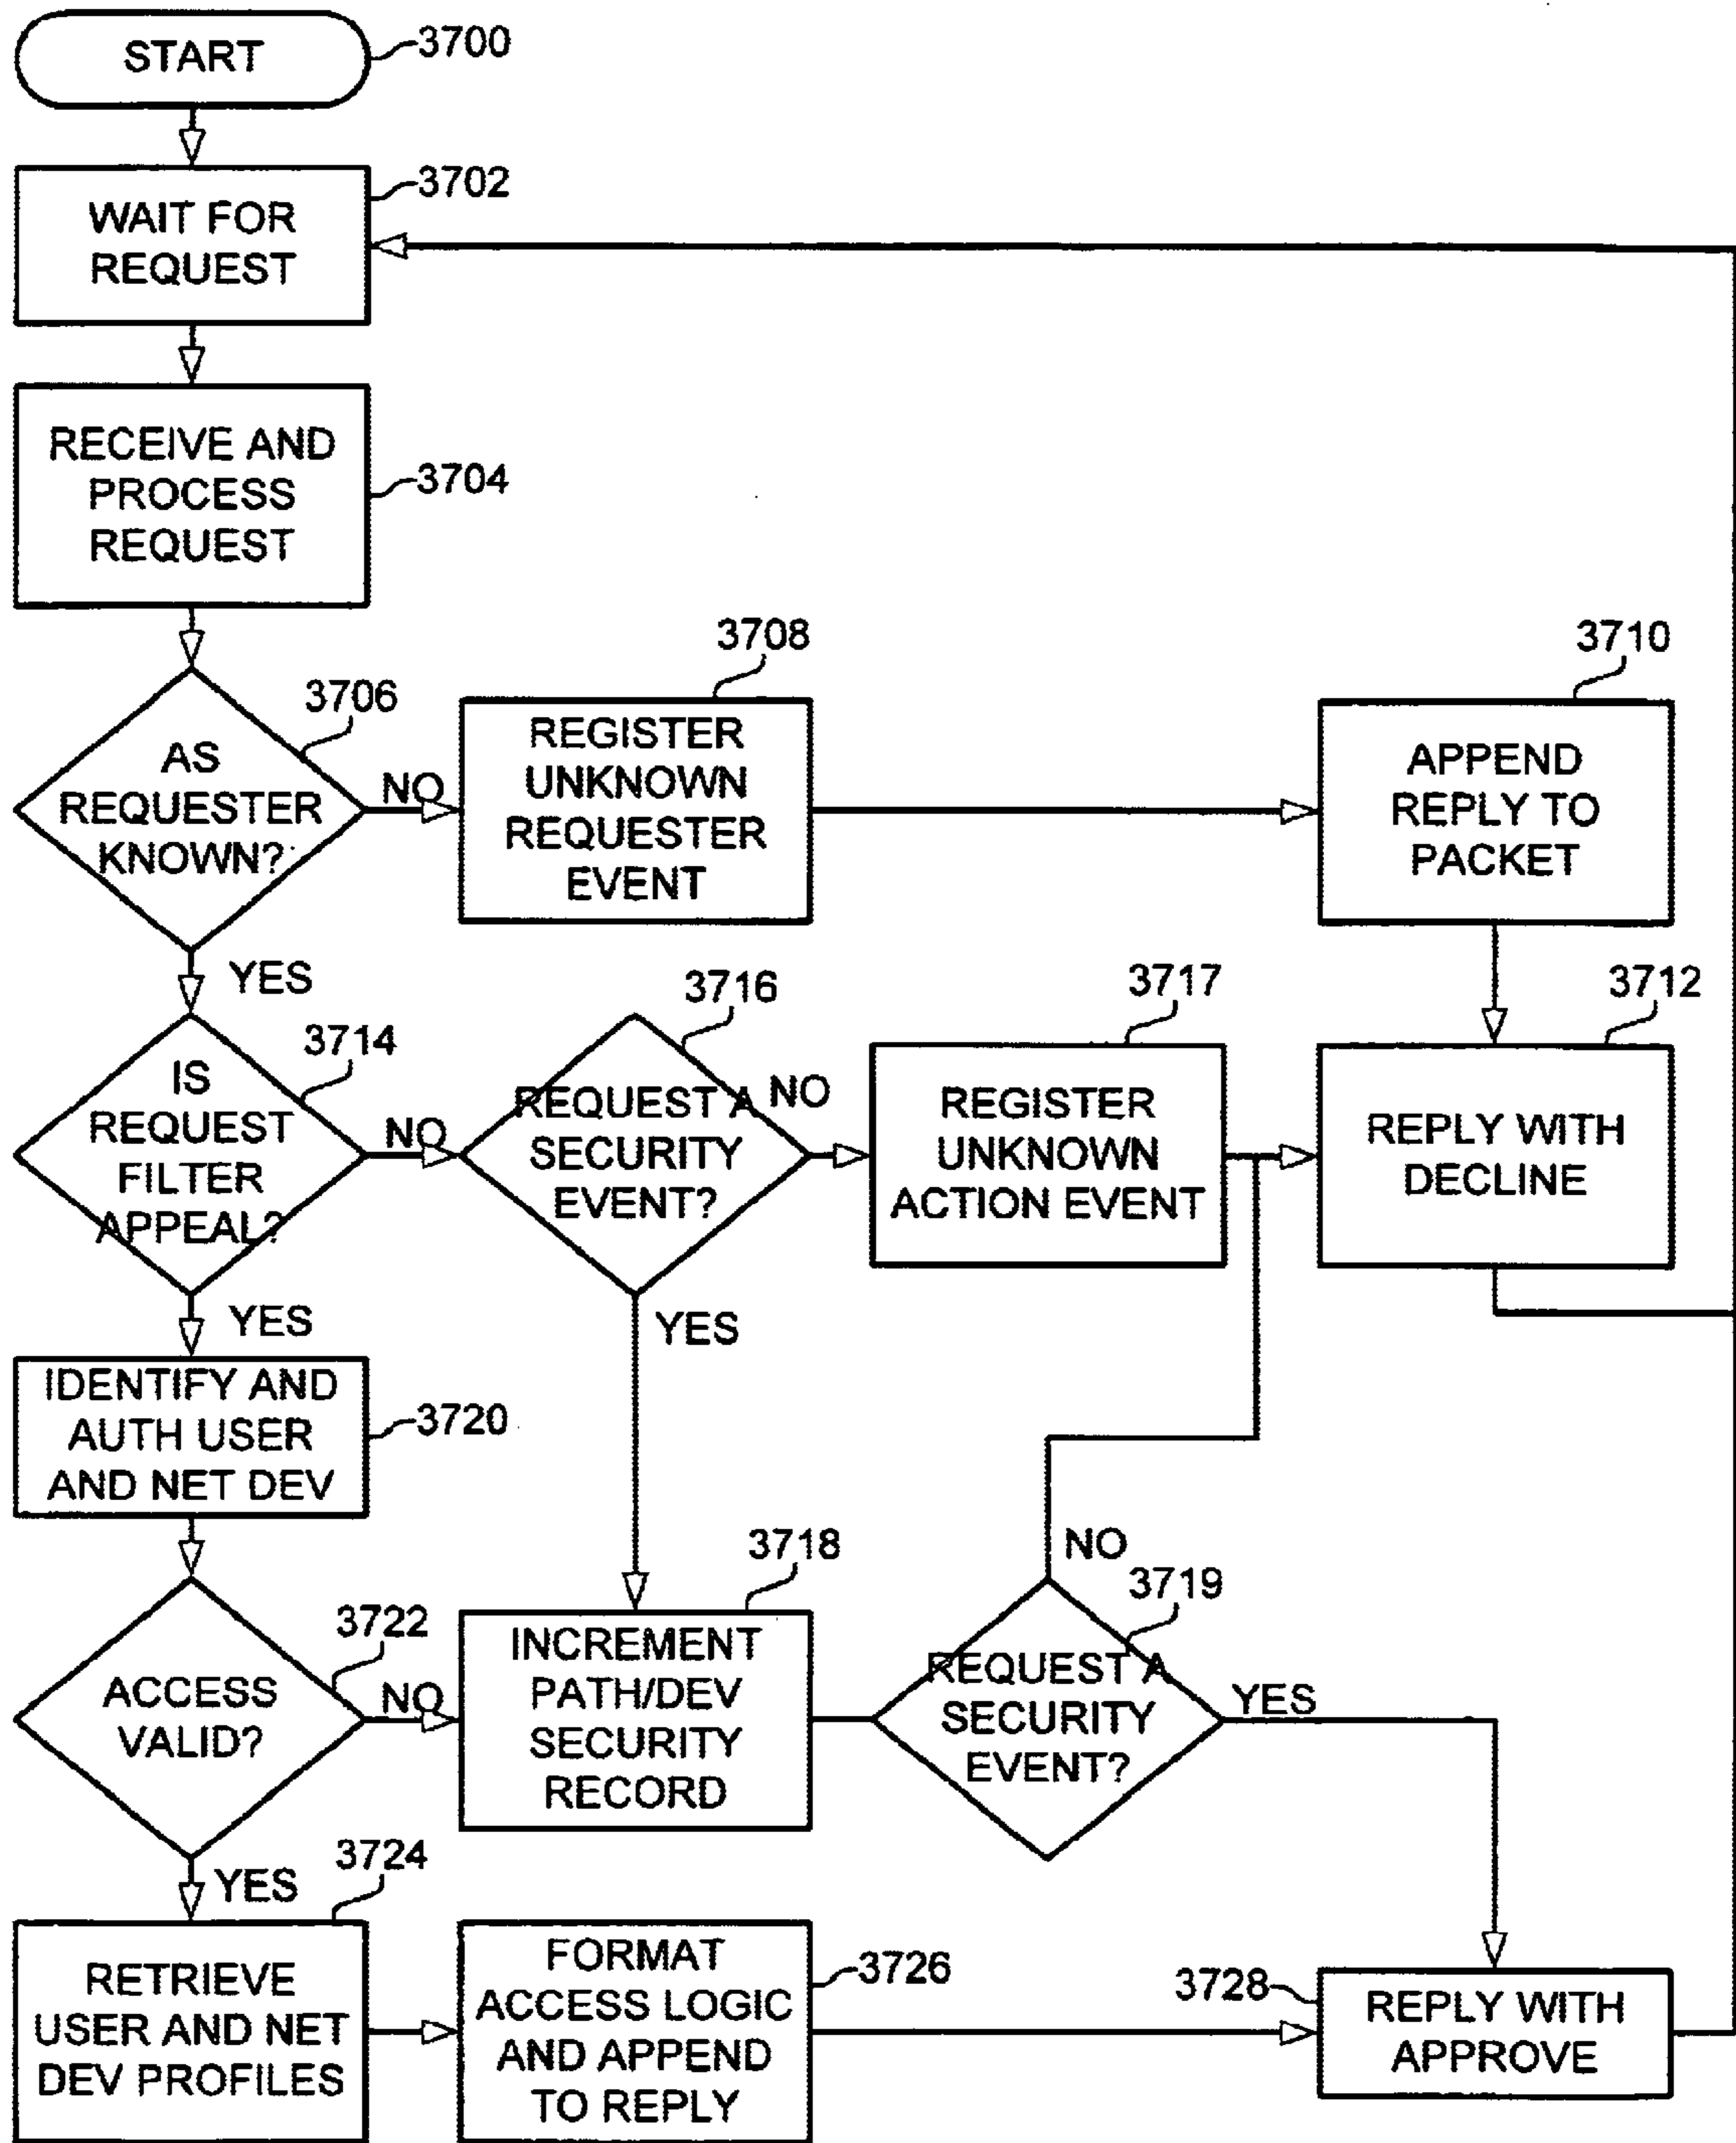 START
3700
3702
WAIT FOR
REQUEST
RECEIVE AND
PROCESS
REQUEST
3704
3706
AS
REQUESTER
KNOWN?
NO
YES
3708
REGISTER
UNKNOWN
REQUESTER
EVENT
3710
APPEND
REPLY TO
PACKET
3714
IS
REQUEST
FILTER
APPEAL?
NO
YES
3716
REQUEST A
SECURITY
EVENT?
NO
YES
3717
REGISTER
UNKNOWN
ACTION EVENT
3712
REPLY WITH
DECLINE
IDENTIFY AND
AUTH USER
AND NET DEV
3720
3722
ACCESS
VALID?
NO
YES
3718
INCREMENT
PATH/DEV
SECURITY
RECORD
NO
3719
REQUEST A
SECURITY
EVENT?
YES
3724
RETRIEVE
USER AND NET
DEV PROFILES
FORMAT
ACCESS LOGIC
AND APPEND
TO REPLY
3726
3728
REPLY WITH
APPROVE